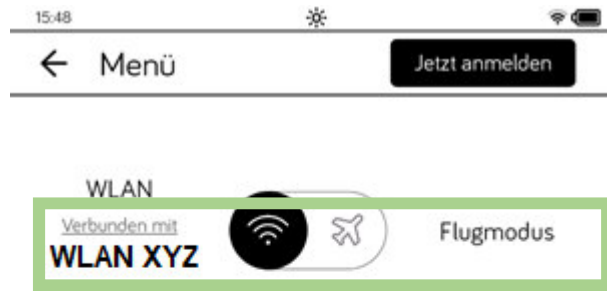 15:48
Menü
Jetzt anmelden
WLAN
Verbunden mit
WLAN XYZ
Flugmodus